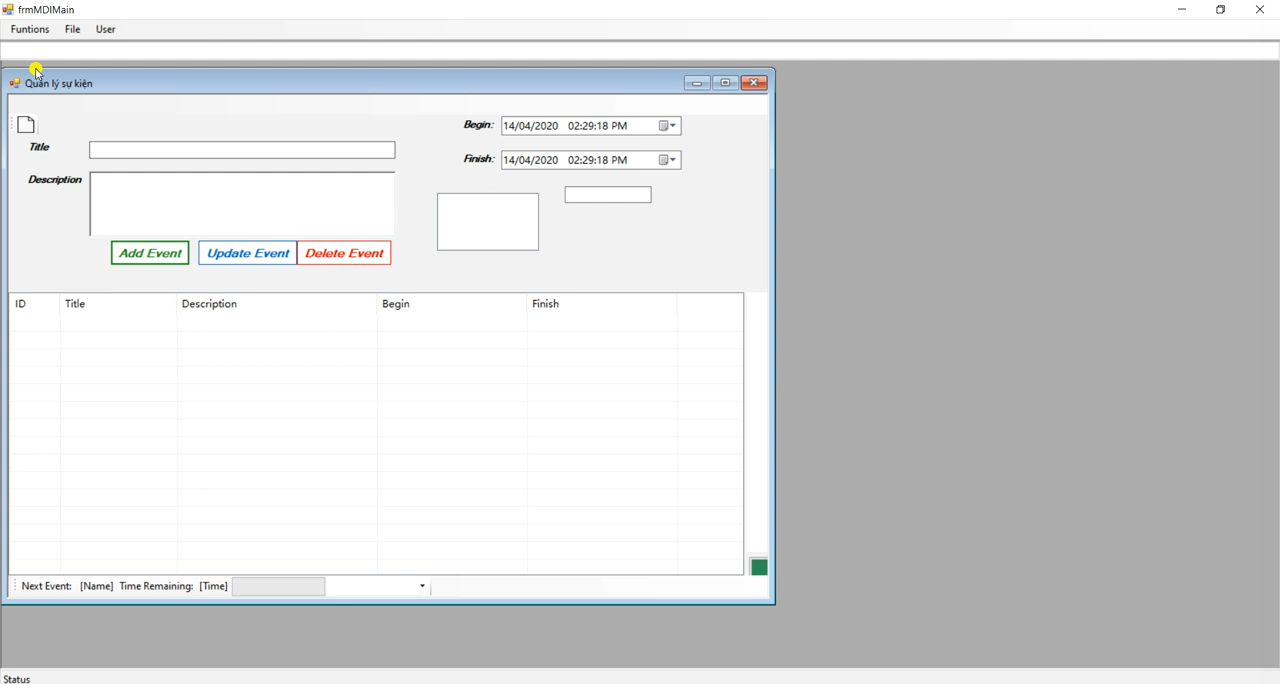 frmMDIMain
Funtions File User
Quản lý sự kiện
Begin: 14/04/2020 02:29:18 PM
Title
Finish: 14/04/2020 02:29:18 PM
Description
Add Event Update Event Delete Event
ID Title Description Begin Finish
Next Event: [Name] Time Remaining: [Time]
Status